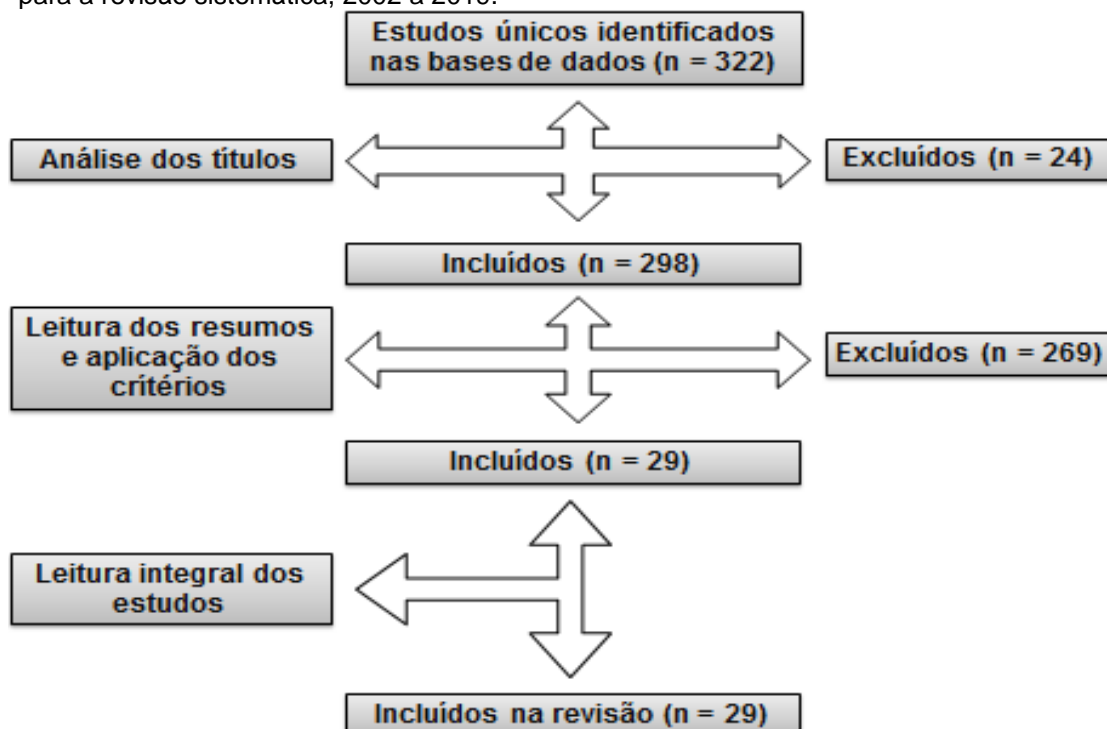 para a revisão sistemática, 2002 a
Estudos únicos identificados
nas bases de dados (n = 322)
Análise dos títulos
Excluídos (n = 24)
Incluídos (n = 298)
Leitura dos resumos
e aplicação dos
critérios
Excluídos (n = 269)
Incluídos (n = 29)
Leitura integral dos
estudos
Incluídos na revisão (n = 29)